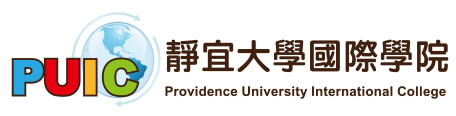 PUIC
靜宜大學國際學院
Providence University International College